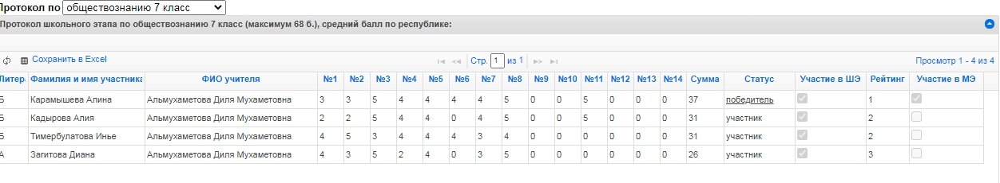 Протокол по обществознанию 7 класс
Протокол школьного этапа по обществознанию 7 класс (максимум 68 б.), средний балл по республике:
Сохранить в Excel Стр. 1 из 1 Просмотр 1 - 4 из 4
Литер Фамилия и имя участника ФИО учителя №1 №2 №3 №4 №5 №6 №7 №8 №9 №10 №11 №12 №13 №14 Сумма Статус Участие в ШЭ Рейтинг Участие в МЭ
Б Карамышева Алина Альмухаметова Диля Мухаметовна 3 3 5 4 4 4 4 5 0 0 5 0 0 0 37 победитель 1
Б Кадырова Алия Альмухаметова Диля Мухаметовна 2 2 5 4 4 0 4 5 0 0 5 0 0 0 31 участник 2
Б Тимербулатова Инье Альмухаметова Диля Мухаметовна 4 5 3 4 4 4 3 4 0 0 0 0 0 0 31 участник 2
А Загитова Диана Альмухаметова Диля Мухаметовна 4 3 5 2 4 0 3 5 0 0 0 0 0 0 26 участник 3